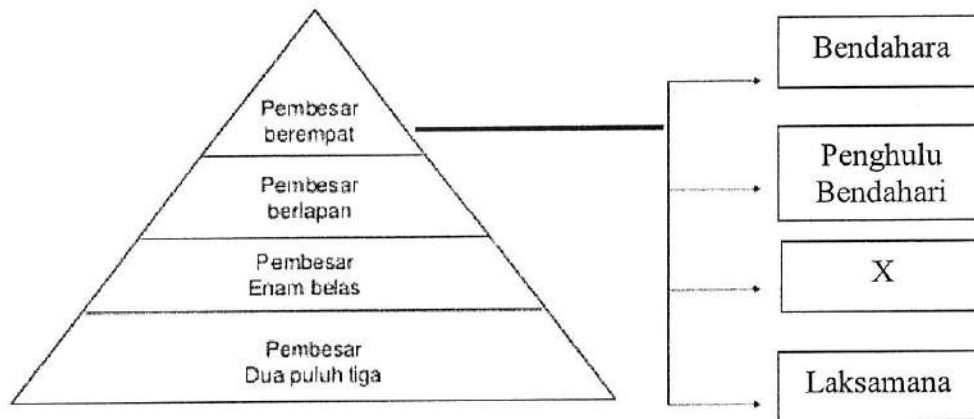 Pembesar
berempat
Pembesar
berlapan
Pembesar
Enam belas
Pembesar
Dua puluh tiga
Bendahara
Penghulu
Bendahari
X
Laksamana